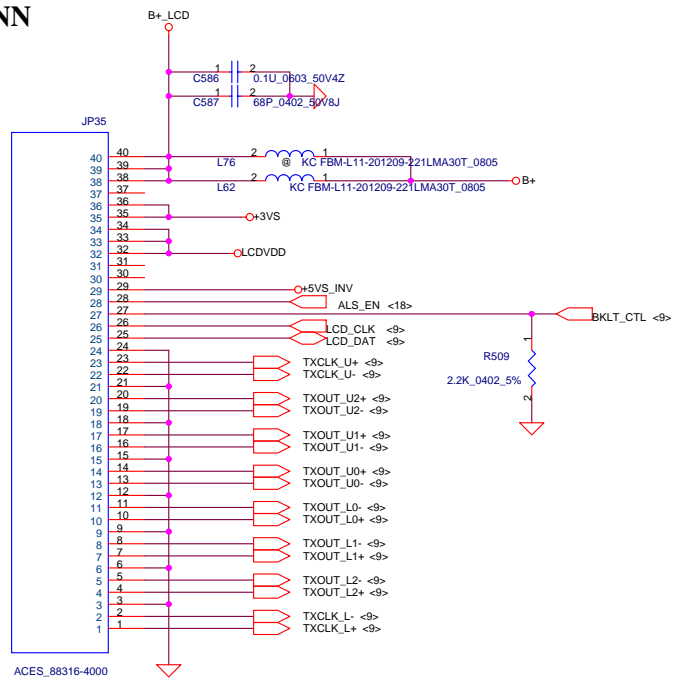 NN
B+_LCD
1 2
C586 0.1U_0603_50V4Z
1 2
C587 68P_0402_50V8J
JP35
40 40 2 1
L76 @ KC FBM-L11-201209-221LMA30T_0805
39 39
38 38 2 1 B+
L62 KC FBM-L11-201209-221LMA30T_0805
37 37
36 36
35 35 +3VS
34 34
33 33
32 32 LCDVDD
31 31
30 30
29 29 +5VS_INV
28 28 ALS_EN <18>
27 27 BKLT_CTL <9>
26 26 LCD_CLK <9>
25 25 LCD_DAT <9>
24 24
1
R509
2.2K_0402_5%
2
23 23 TXCLK_U+ <9>
22 22 TXCLK_U- <9>
21 21
20 20 TXOUT_U2+ <9>
19 19 TXOUT_U2- <9>
18 18
17 17 TXOUT_U1+ <9>
16 16 TXOUT_U1- <9>
15 15
14 14 TXOUT_U0+ <9>
13 13 TXOUT_U0- <9>
12 12
11 11 TXOUT_L0- <9>
10 10 TXOUT_L0+ <9>
9 9
8 8 TXOUT_L1- <9>
7 7 TXOUT_L1+ <9>
6 6
5 5 TXOUT_L2- <9>
4 4 TXOUT_L2+ <9>
3 3
2 2 TXCLK_L- <9>
1 1 TXCLK_L+ <9>
ACES_88316-4000